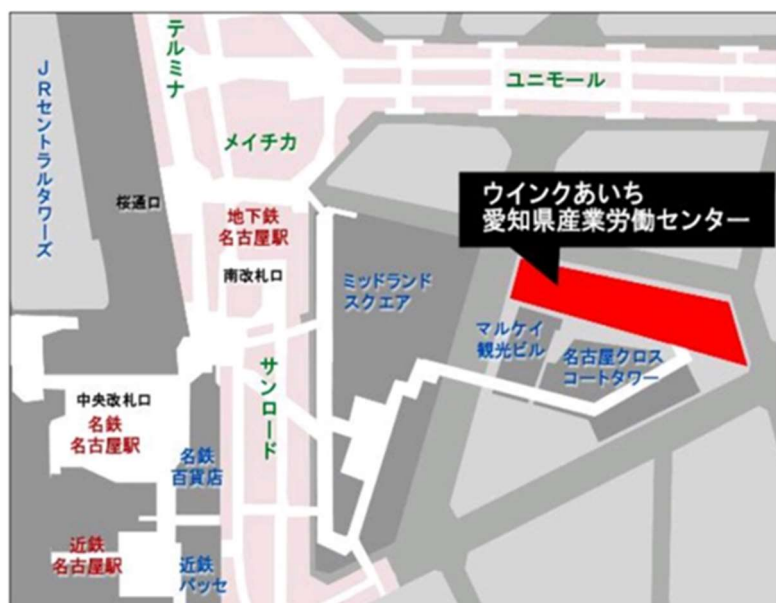 テルミナ
JRセントラルタワーズ
ユニモール
メイチカ
桜通口
地下鉄
名古屋駅
南改札口
ウインクあいち
愛知県産業労働センター
ミッドランド
スクエア
マルケイ
観光ビル
名古屋クロス
コートタワー
サンロード
中央改札口
名鉄
名古屋駅
名鉄
百貨店
近鉄
名古屋駅
近鉄
パッセ